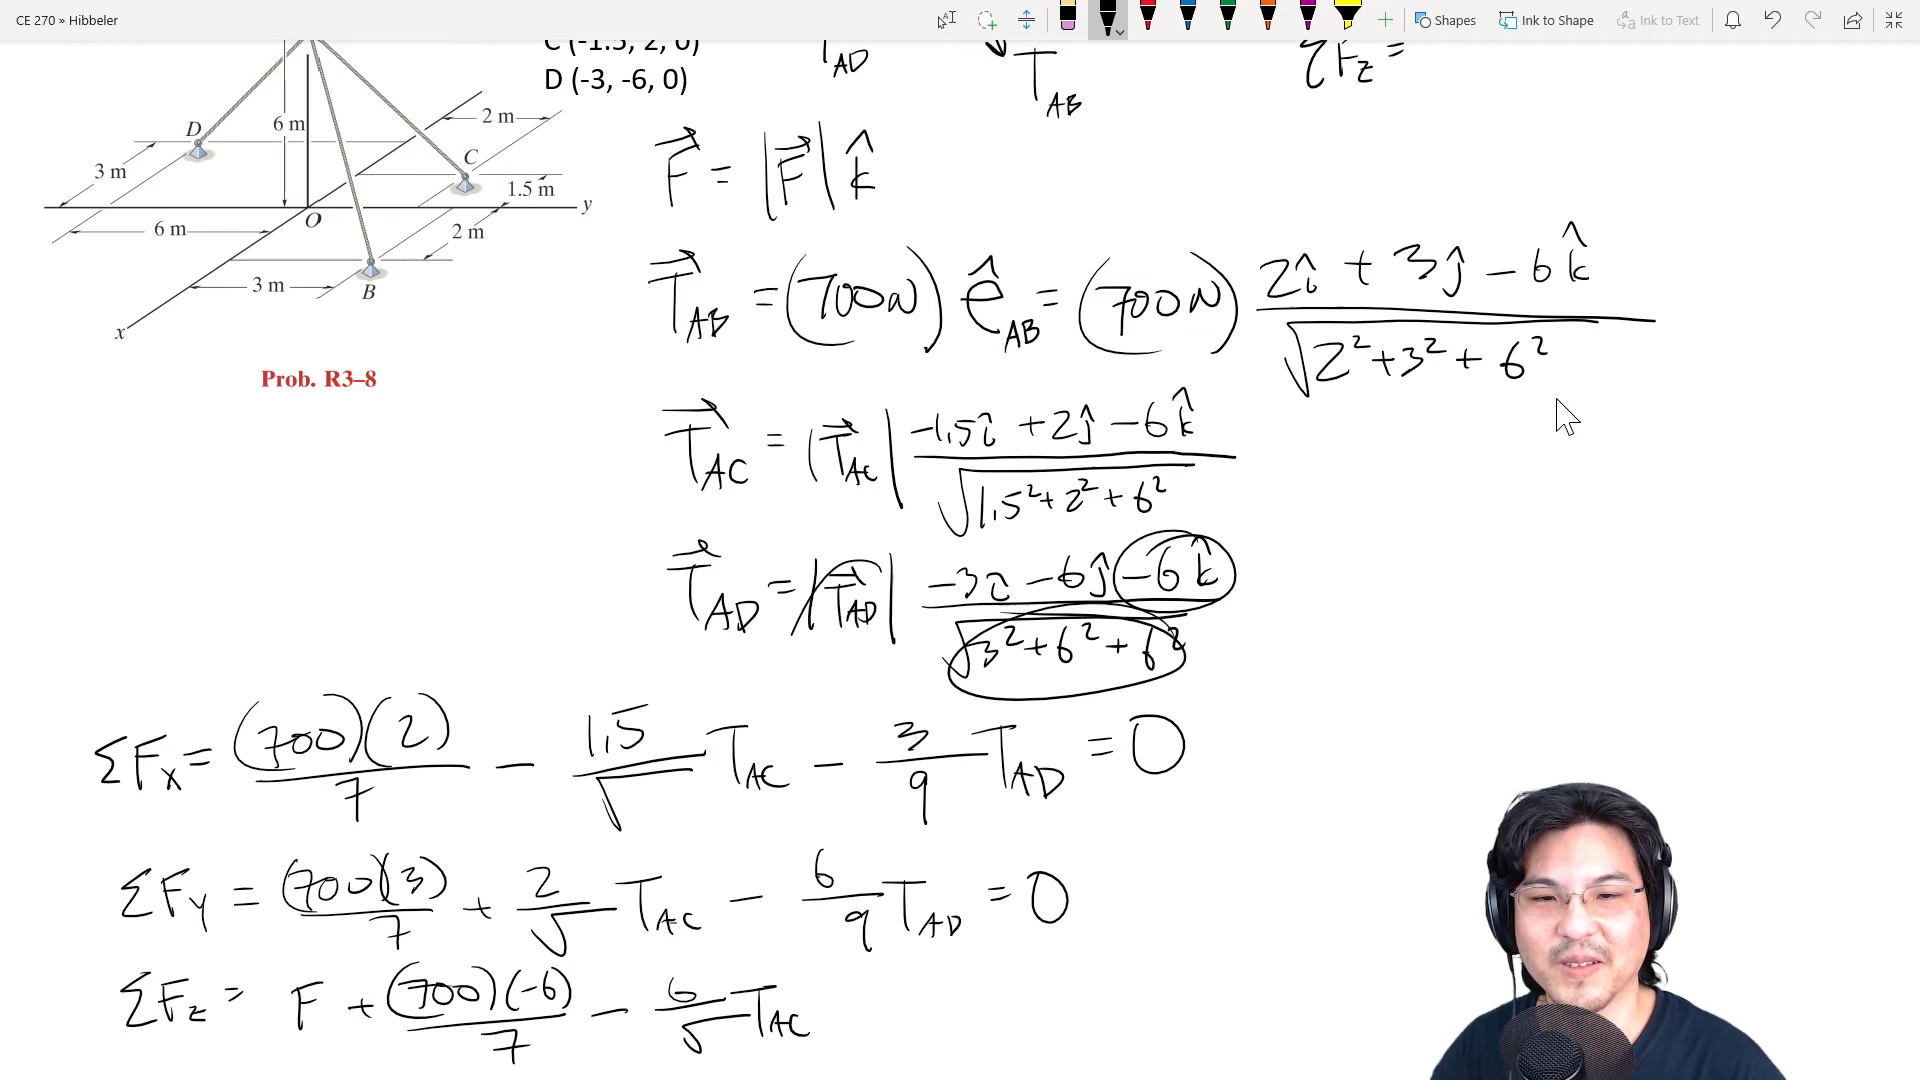 CE 270 » Hibbeler
Shapes
Ink to Shape
Ink to Text
C (-1.5, 2, 0)
D (-3, -6, 0)
T_AD
T_AB
ΣF_z =
2 m
6 m
D
C
3 m
1.5 m
y
O
6 m
2 m
3 m
B
x
Prob. R3–8
F⃗ = |F⃗| k̂
T⃗_AB = (700N) ê_AB = (700N) (2î + 3ĵ – 6k̂) / √(2² + 3² + 6²)
T⃗_AC = |T⃗_AC| (-1.5î + 2ĵ – 6k̂) / √(1.5² + 2² + 6²)
T⃗_AD = |T⃗_AD| (-3î – 6ĵ – 6k̂) / √(3² + 6² + 6²)
ΣF_x = (700)(2)/7 – 1.5/√ T_AC – 3/9 T_AD = 0
ΣF_y = (700)(3)/7 + 2/√ T_AC – 6/9 T_AD = 0
ΣF_z = F + (700)(-6)/7 – 6/√ T_AC